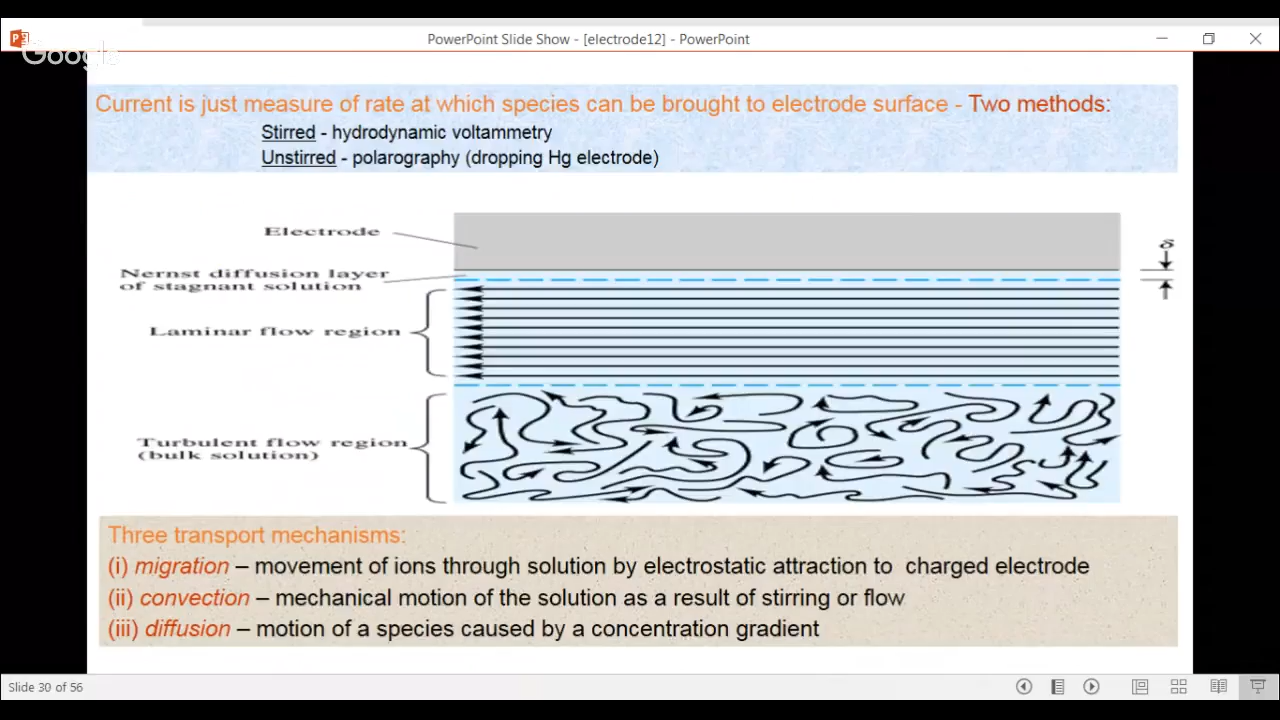 PowerPoint Slide Show - [electrode12] - PowerPoint
Google
Current is just measure of rate at which species can be brought to electrode surface - Two methods:
Stirred - hydrodynamic voltammetry
Unstirred - polarography (dropping Hg electrode)
Electrode
δ
Nernst diffusion layer
of stagnant solution
Laminar flow region
Turbulent flow region
(bulk solution)
Three transport mechanisms:
(i) migration – movement of ions through solution by electrostatic attraction to charged electrode
(ii) convection – mechanical motion of the solution as a result of stirring or flow
(iii) diffusion – motion of a species caused by a concentration gradient
Slide 30 of 56